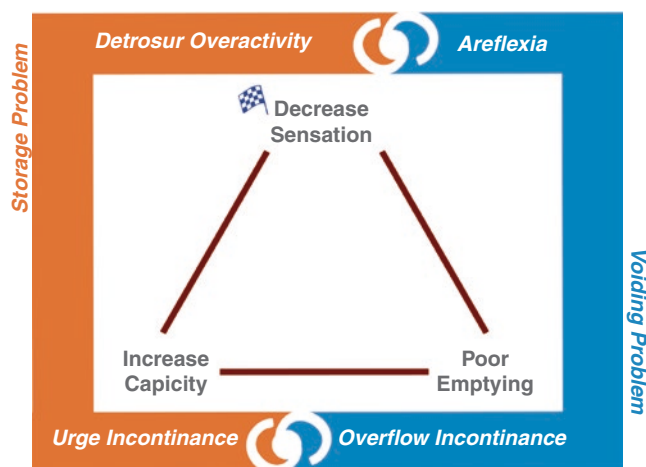 Detrosur Overactivity
Areflexia
Storage Problem
Decrease
Sensation
Voiding Problem
Increase
Capicity
Poor
Emptying
Urge Incontinance
Overflow Incontinance